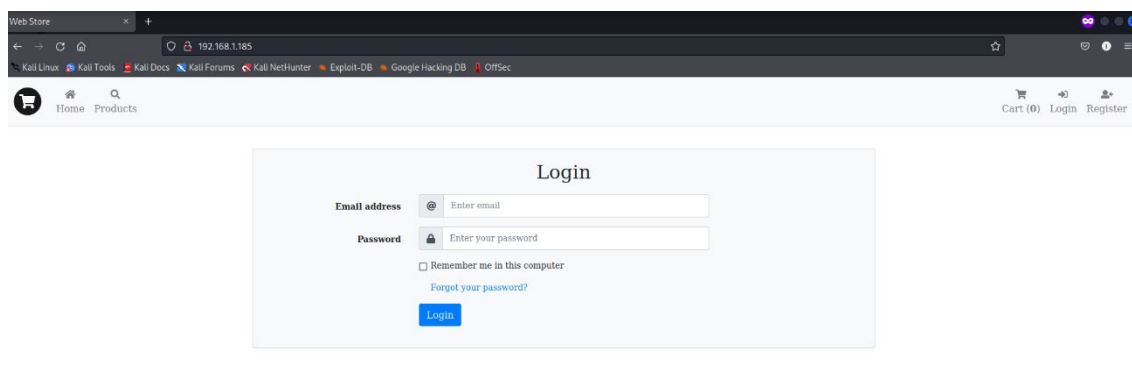 Web Store
192.168.1.185
Kali Linux Kali Tools Kali Docs Kali Forums Kali NetHunter Exploit-DB Google Hacking DB OffSec
Home Products Cart (0) Login Register
Login
Email address @ Enter email
Password Enter your password
Remember me in this computer
Forgot your password?
Login